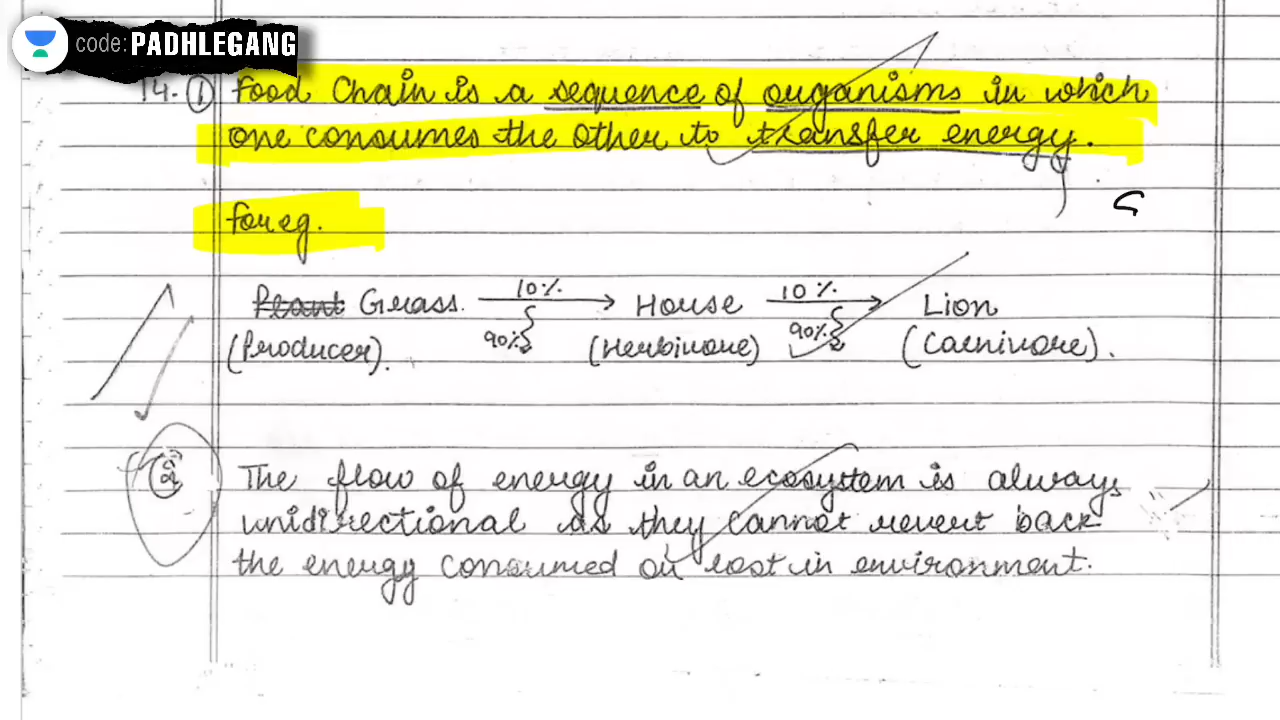 code: PADHLEGANG
14. ① Food Chain is a sequence of organisms in which
one consumes the other to transfer energy.
for eg.
Plant Grass 10% House 10% Lion
90% 90%
(Producer). (Herbivore) (Carnivore).
② The flow of energy in an ecosystem is always
unidirectional as they cannot revert back
the energy consumed or lost in environment.